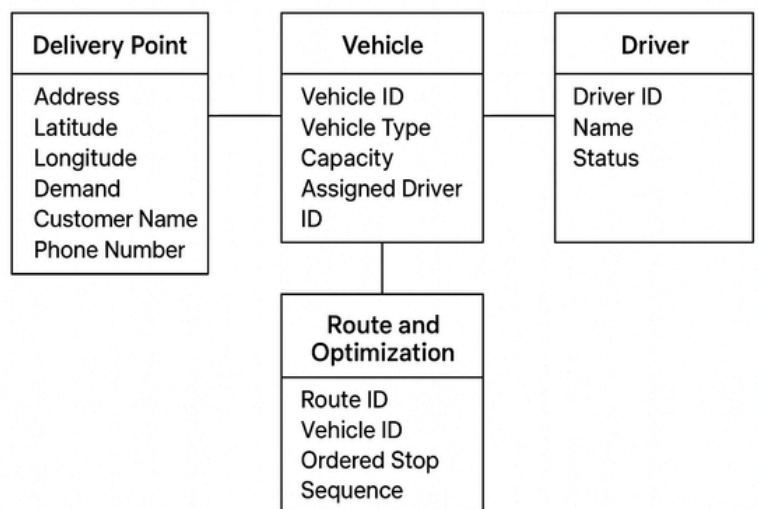 Delivery Point
Address
Latitude
Longitude
Demand
Customer Name
Phone Number
Vehicle
Vehicle ID
Vehicle Type
Capacity
Assigned Driver
ID
Driver
Driver ID
Name
Status
Route and
Optimization
Route ID
Vehicle ID
Ordered Stop
Sequence